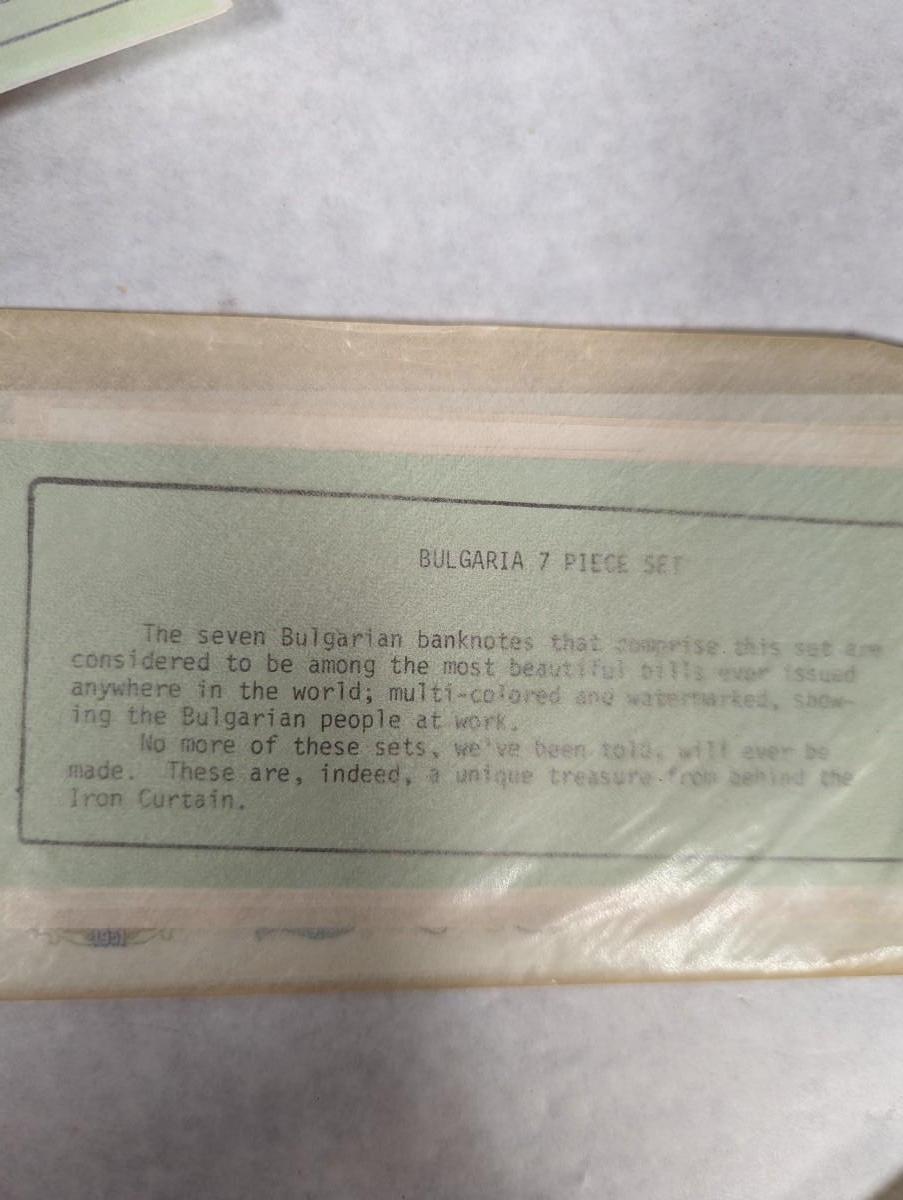 BULGARIA 7 PIECE SET
The seven Bulgarian banknotes that comprise this set are
considered to be among the most beautiful bills ever issued
anywhere in the world; multi-colored and watermarked, show-
ing the Bulgarian people at work.
No more of these sets, we've been told, will ever be
made. These are, indeed, a unique treasure from behind the
Iron Curtain.
1951